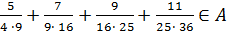 5/(4 ·9) + 7/(9· 16) + 9/(16· 25) + 11/(25· 36) ∈ A